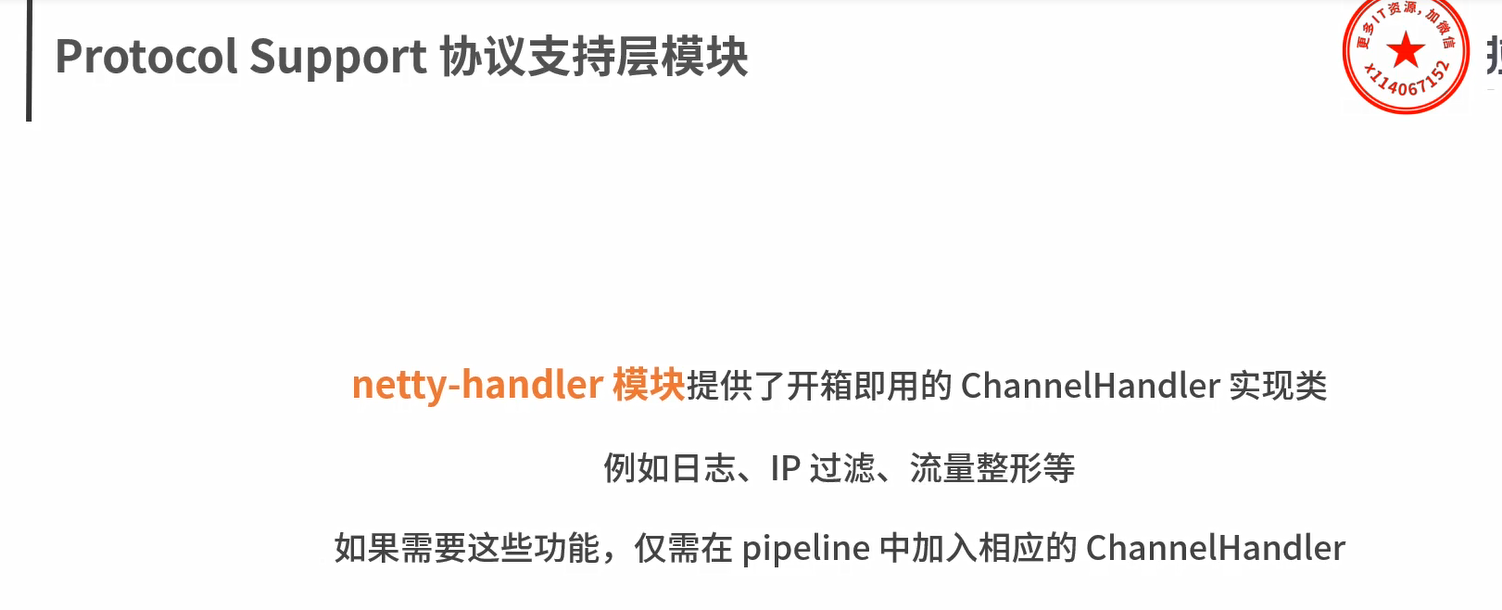 Protocol Support 协议支持层模块
更多IT资源，加微信
x114067152
netty-handler 模块提供了开箱即用的 ChannelHandler 实现类
例如日志、IP 过滤、流量整形等
如果需要这些功能，仅需在 pipeline 中加入相应的 ChannelHandler